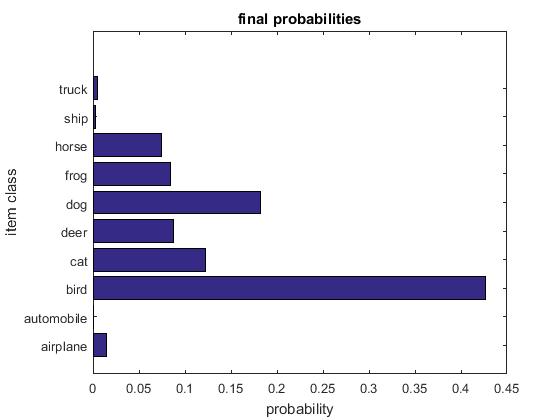 final probabilities
truck
ship
horse
frog
dog
deer
cat
bird
automobile
airplane
item class
0 0.05 0.1 0.15 0.2 0.25 0.3 0.35 0.4 0.45
probability